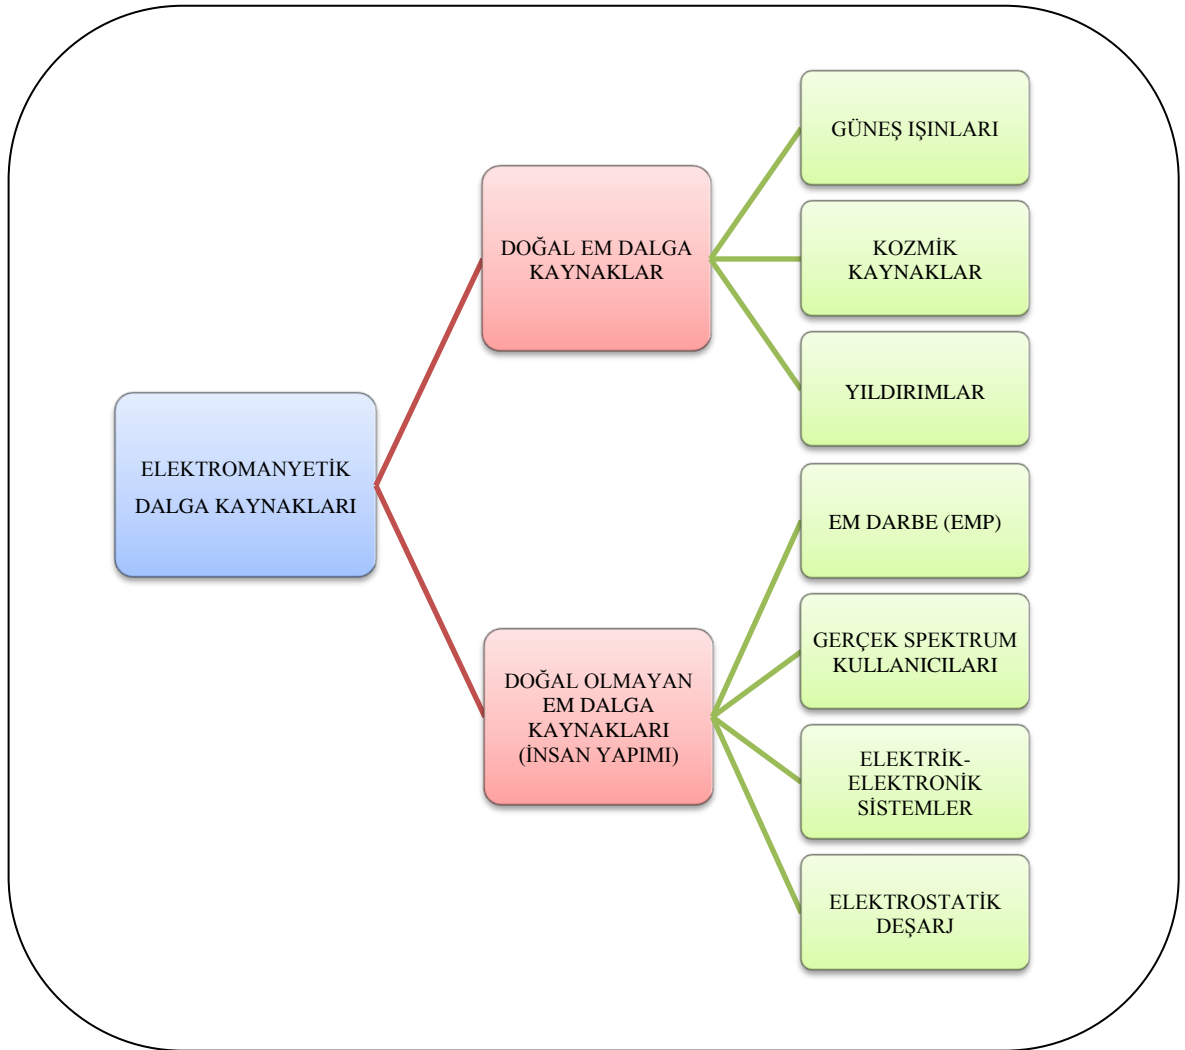 ELEKTROMANYETİK
DALGA KAYNAKLARI
DOĞAL EM DALGA
KAYNAKLAR
GÜNEŞ IŞINLARI
KOZMİK
KAYNAKLAR
YILDIRIMLAR
DOĞAL OLMAYAN
EM DALGA
KAYNAKLARI
(İNSAN YAPIMI)
EM DARBE (EMP)
GERÇEK SPEKTRUM
KULLANICILARI
ELEKTRİK-
ELEKTRONİK
SİSTEMLER
ELEKTROSTATİK
DEŞARJ